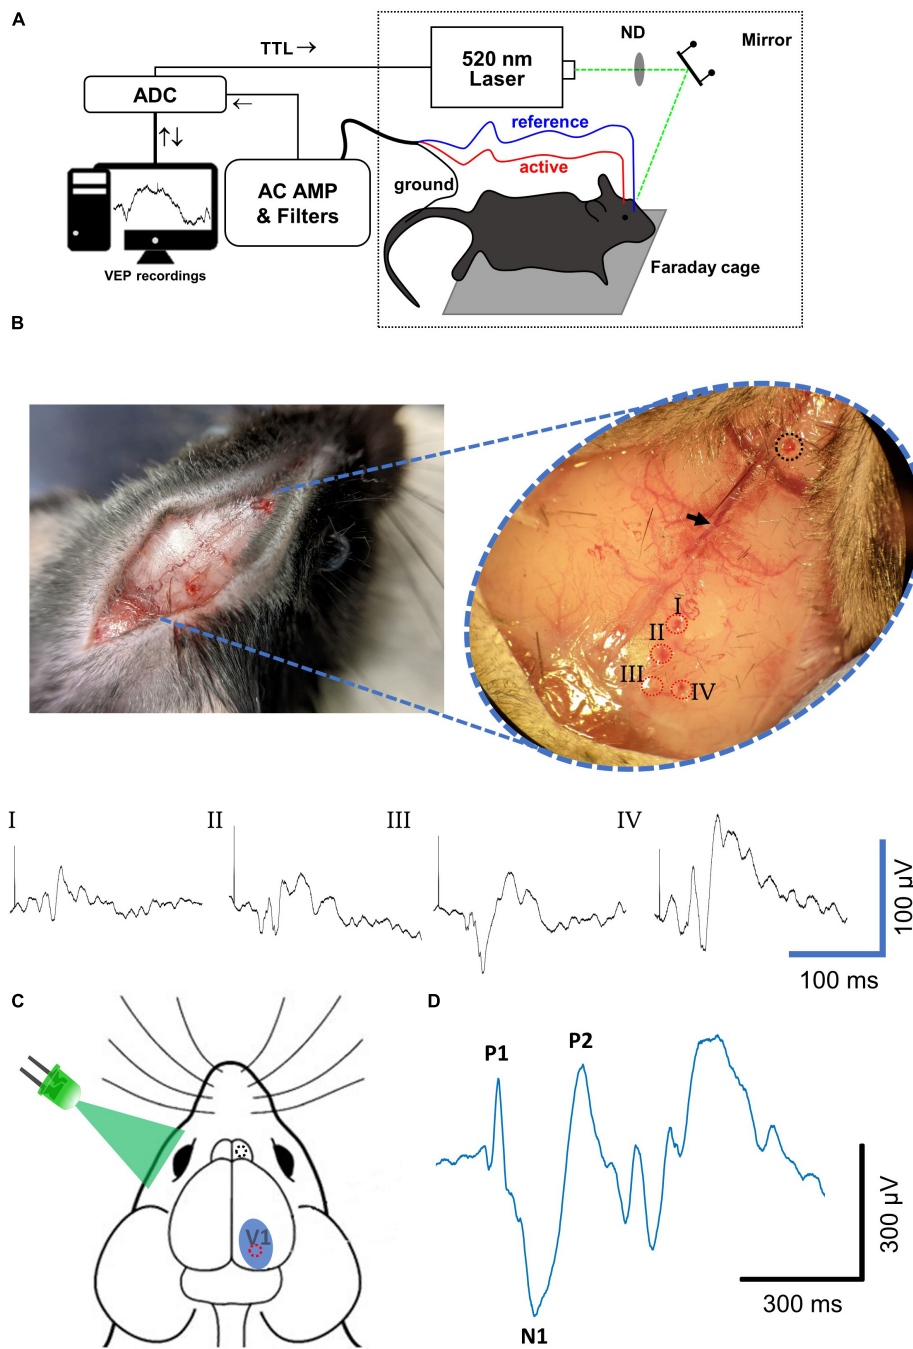 A
TTL →
520 nm
Laser
ND
Mirror
ADC
←
↑↓
reference
active
ground
AC AMP
& Filters
VEP recordings
Faraday cage
B
I
II
III
IV
I
II
III
IV
100 µV
100 ms
C
D
P1
P2
V1
N1
300 µV
300 ms